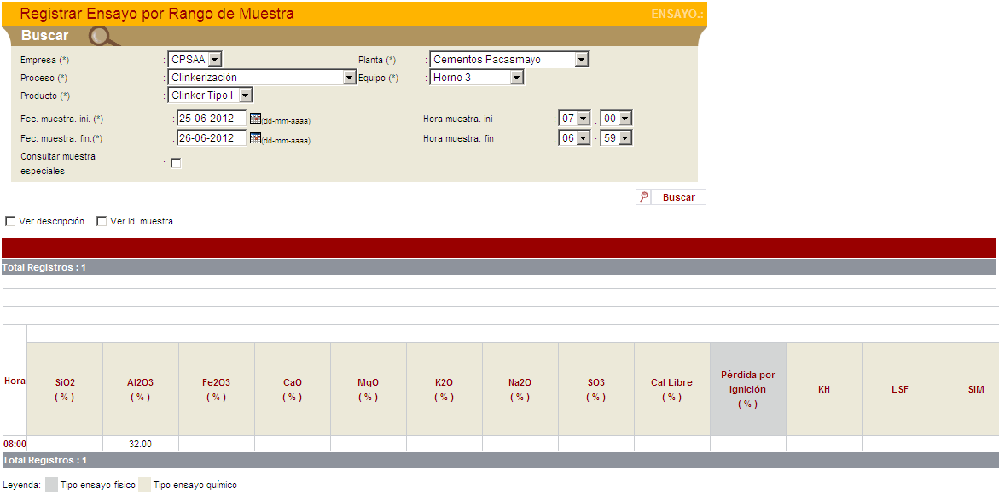 Registrar Ensayo por Rango de Muestra ENSAYO.:
Buscar
Empresa (*) : CPSAA Planta (*) : Cementos Pacasmayo
Proceso (*) : Clinkerización Equipo (*) : Horno 3
Producto (*) : Clinker Tipo I
Fec. muestra. ini. (*) : 25-06-2012 (dd-mm-aaaa) Hora muestra. ini : 07 : 00
Fec. muestra. fin.(*) : 26-06-2012 (dd-mm-aaaa) Hora muestra. fin : 06 : 59
Consultar muestra
especiales :
Buscar
Ver descripción Ver Id. muestra
Total Registros : 1
Hora SiO2 Al2O3 Fe2O3 CaO MgO K2O Na2O SO3 Cal Libre Pérdida por Ignición KH LSF SIM
( % ) ( % ) ( % ) ( % ) ( % ) ( % ) ( % ) ( % ) ( % ) ( % )
08:00 32.00
Total Registros : 1
Leyenda: Tipo ensayo físico Tipo ensayo químico